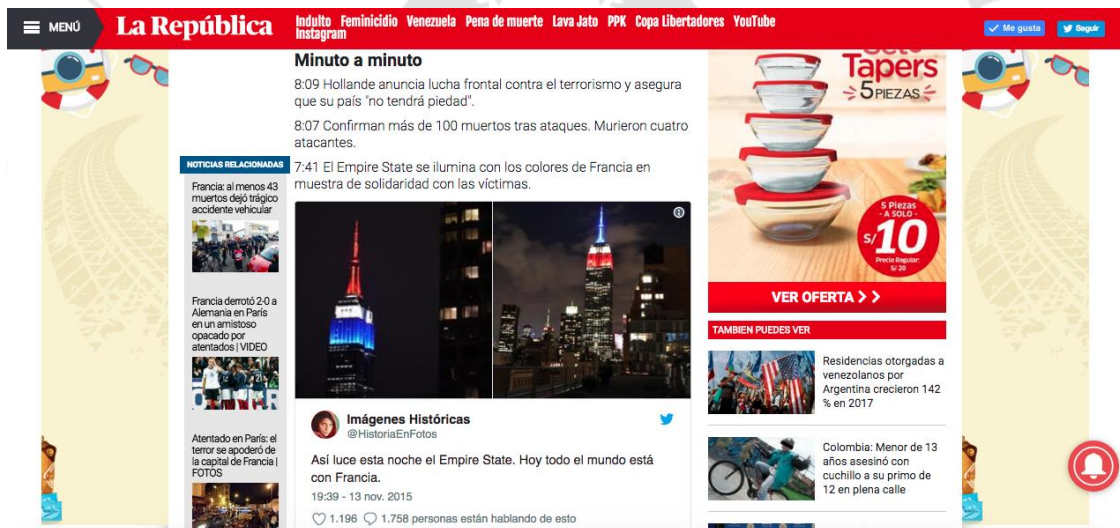 MENÚ
La República
Indulto Feminicidio Venezuela Pena de muerte Lava Jato PPK Copa Libertadores YouTube
Instagram
Me gusta
Seguir
Minuto a minuto
8:09 Hollande anuncia lucha frontal contra el terrorismo y asegura
que su país "no tendrá piedad".
8:07 Confirman más de 100 muertos tras ataques. Murieron cuatro
atacantes.
7:41 El Empire State se ilumina con los colores de Francia en
muestra de solidaridad con las víctimas.
NOTICIAS RELACIONADAS
Francia: al menos 43
muertos dejó trágico
accidente vehicular
Francia derrotó 2-0 a
Alemania en París
en un amistoso
opacado por
atentados | VIDEO
Atentado en París: el
terror se apoderó de
la capital de Francia |
FOTOS
Imágenes Históricas
@HistoriaEnFotos
Así luce esta noche el Empire State. Hoy todo el mundo está
con Francia.
19:39 - 13 nov. 2015
1.196 1.758 personas están hablando de esto
Tapers
5 PIEZAS
5 Piezas
- A SOLO -
S/10
Precio Regular:
S/ 20
VER OFERTA > >
TAMBIEN PUEDES VER
Residencias otorgadas a
venezolanos por
Argentina crecieron 142
% en 2017
Colombia: Menor de 13
años asesinó con
cuchillo a su primo de
12 en plena calle